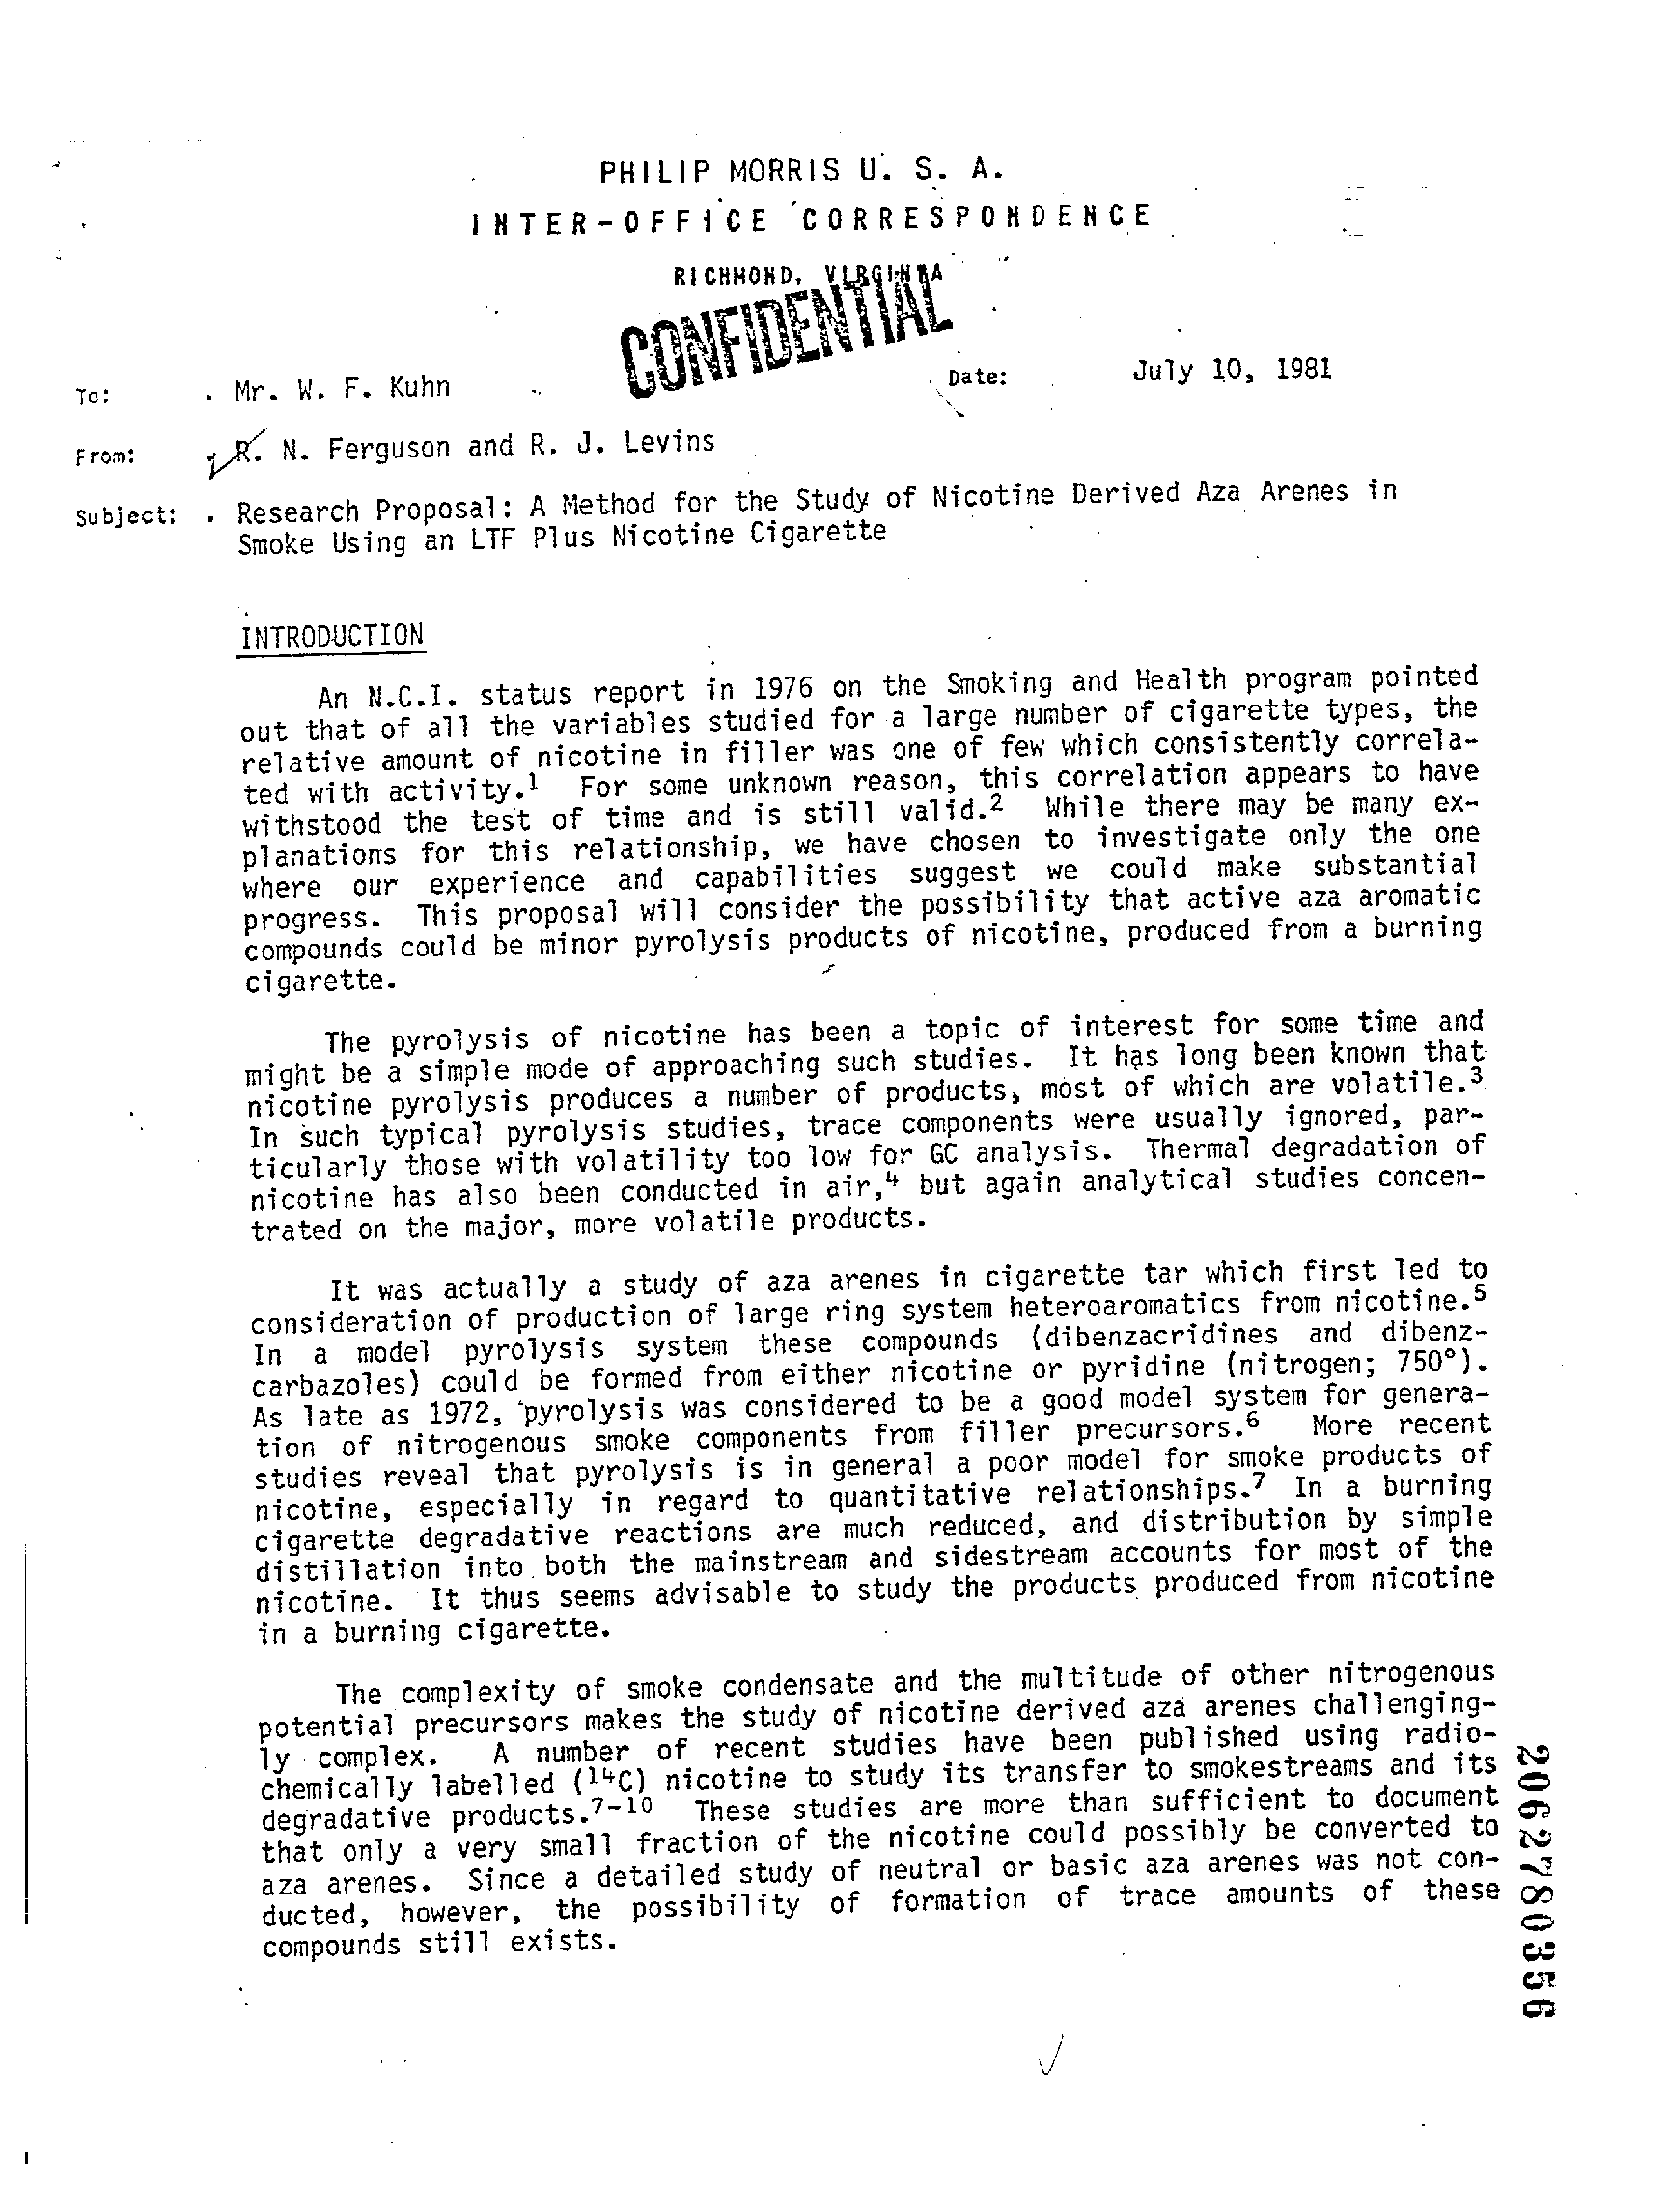 PHILIP MORRIS U. S. A.
INTER-OFFICE CORRESPONDENCE
RICHMOND, VIRGINIA
CONFIDENTIAL
To: Mr. W. F. Kuhn Date: July 10, 1981
From: R. N. Ferguson and R. J. Levins
Subject: Research Proposal: A Method for the Study of Nicotine Derived Aza Arenes in
Smoke Using an LTF Plus Nicotine Cigarette
INTRODUCTION
An N.C.I. status report in 1976 on the Smoking and Health program pointed
out that of all the variables studied for a large number of cigarette types, the
relative amount of nicotine in filler was one of few which consistently correla-
ted with activity.1 For some unknown reason, this correlation appears to have
withstood the test of time and is still valid.2 While there may be many ex-
planations for this relationship, we have chosen to investigate only the one
where our experience and capabilities suggest we could make substantial
progress. This proposal will consider the possibility that active aza aromatic
compounds could be minor pyrolysis products of nicotine, produced from a burning
cigarette.
The pyrolysis of nicotine has been a topic of interest for some time and
might be a simple mode of approaching such studies. It has long been known that
nicotine pyrolysis produces a number of products, most of which are volatile.3
In such typical pyrolysis studies, trace components were usually ignored, par-
ticularly those with volatility too low for GC analysis. Thermal degradation of
nicotine has also been conducted in air,4 but again analytical studies concen-
trated on the major, more volatile products.
It was actually a study of aza arenes in cigarette tar which first led to
consideration of production of large ring system heteroaromatics from nicotine.5
In a model pyrolysis system these compounds (dibenzacridines and dibenz-
carbazoles) could be formed from either nicotine or pyridine (nitrogen; 750°).
As late as 1972, pyrolysis was considered to be a good model system for genera-
tion of nitrogenous smoke components from filler precursors.6 More recent
studies reveal that pyrolysis is in general a poor model for smoke products of
nicotine, especially in regard to quantitative relationships.7 In a burning
cigarette degradative reactions are much reduced, and distribution by simple
distillation into both the mainstream and sidestream accounts for most of the
nicotine. It thus seems advisable to study the products produced from nicotine
in a burning cigarette.
The complexity of smoke condensate and the multitude of other nitrogenous
potential precursors makes the study of nicotine derived aza arenes challenging-
ly complex. A number of recent studies have been published using radio-
chemically labelled (14C) nicotine to study its transfer to smokestreams and its
degradative products.7-10 These studies are more than sufficient to document
that only a very small fraction of the nicotine could possibly be converted to
aza arenes. Since a detailed study of neutral or basic aza arenes was not con-
ducted, however, the possibility of formation of trace amounts of these
compounds still exists.
2062780356